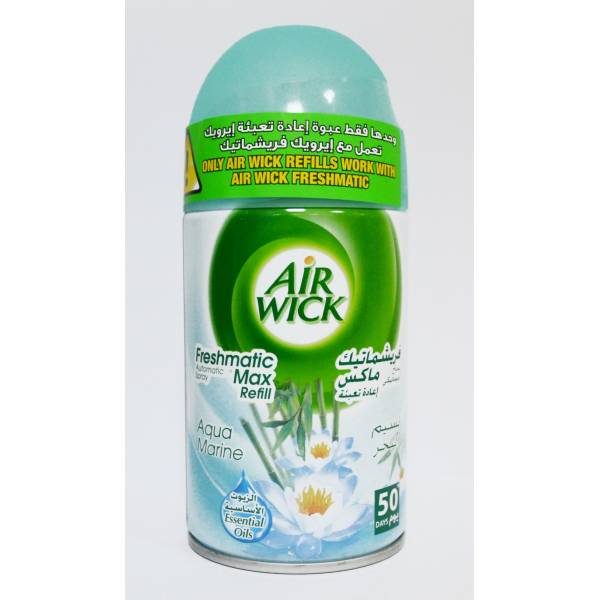 وحدها فقط عبوة إعادة تعبئة إيرويك
تعمل مع إيرويك فريشماتيك
ONLY AIR WICK REFILLS WORK WITH
AIR WICK FRESHMATIC
AIR
WICK
Freshmatic
Automatic
Spray
Max
Refill
فريشماتيك
ماكس
إعادة تعبئة
Aqua
Marine
نسيم
البحر
الزيوت
الأساسية
Essential
Oils
50
DAYS يوم